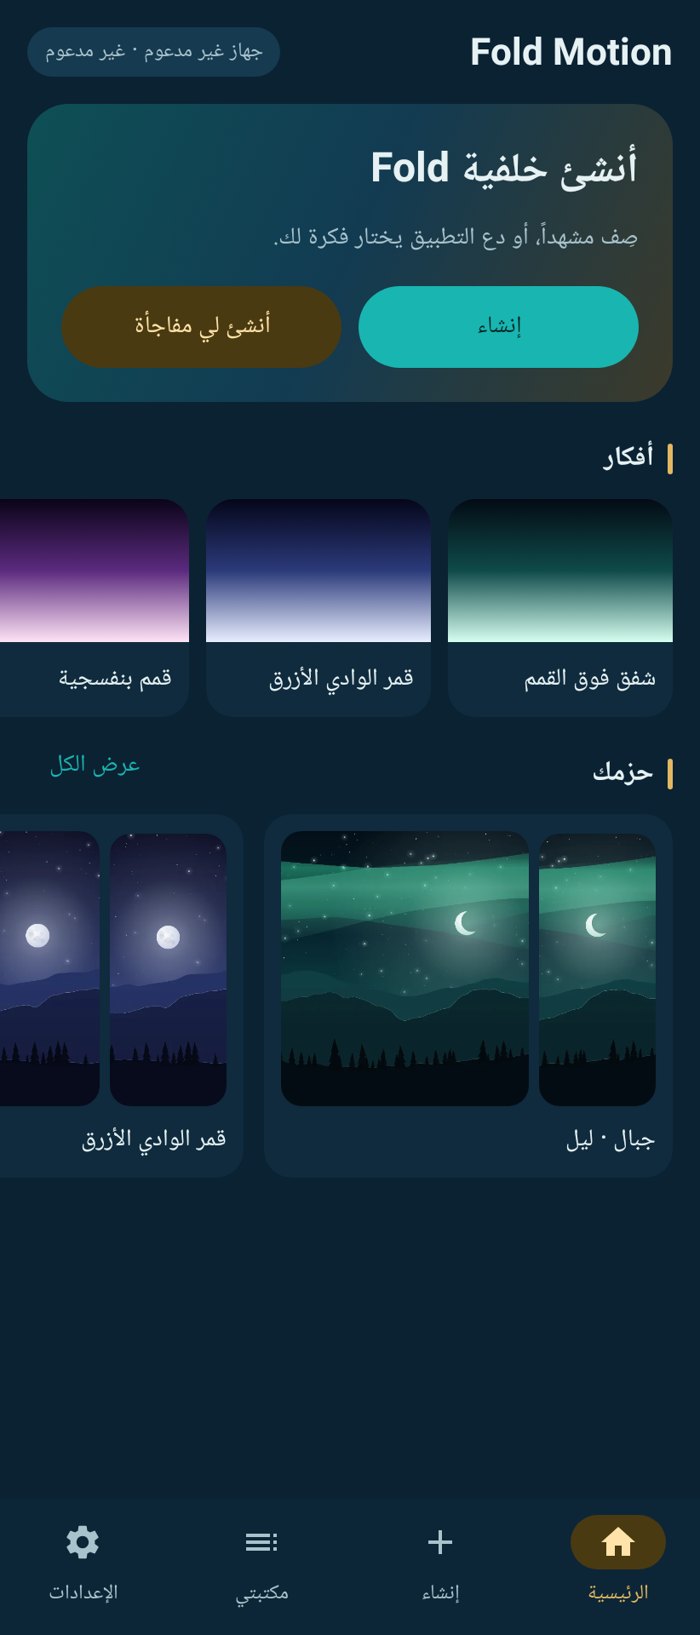 Fold Motion
جهاز غير مدعوم · غير مدعوم
أنشئ خلفية Fold
صِف مشهداً، أو دع التطبيق يختار فكرة لك.
إنشاء
أنشئ لي مفاجأة
أفكار
شفق فوق القمم
قمر الوادي الأزرق
قمم بنفسجية
حزمك
عرض الكل
جبال · ليل
قمر الوادي الأزرق
الرئيسية
إنشاء
مكتبتي
الإعدادات